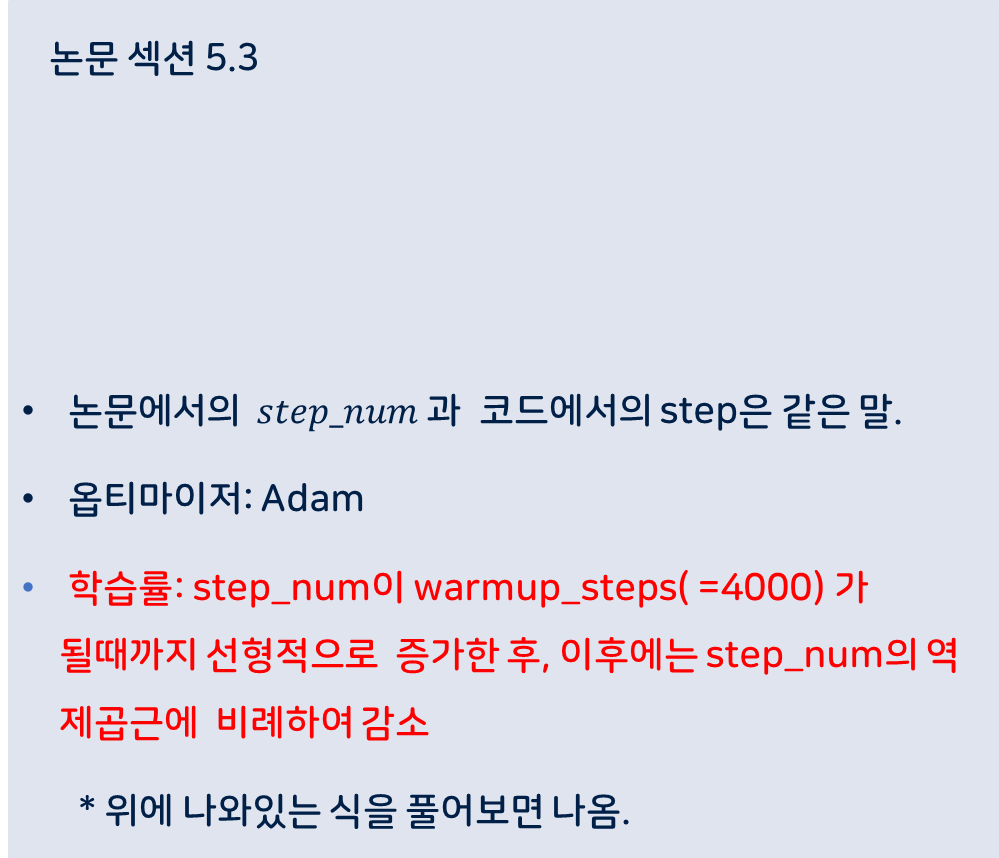 논문 섹션 5.3
• 논문에서의 step_num 과 코드에서의 step은 같은 말.
• 옵티마이저: Adam
• 학습률: step_num이 warmup_steps( =4000) 가
될때까지 선형적으로 증가한 후, 이후에는 step_num의 역
제곱근에 비례하여 감소
* 위에 나와있는 식을 풀어보면 나옴.